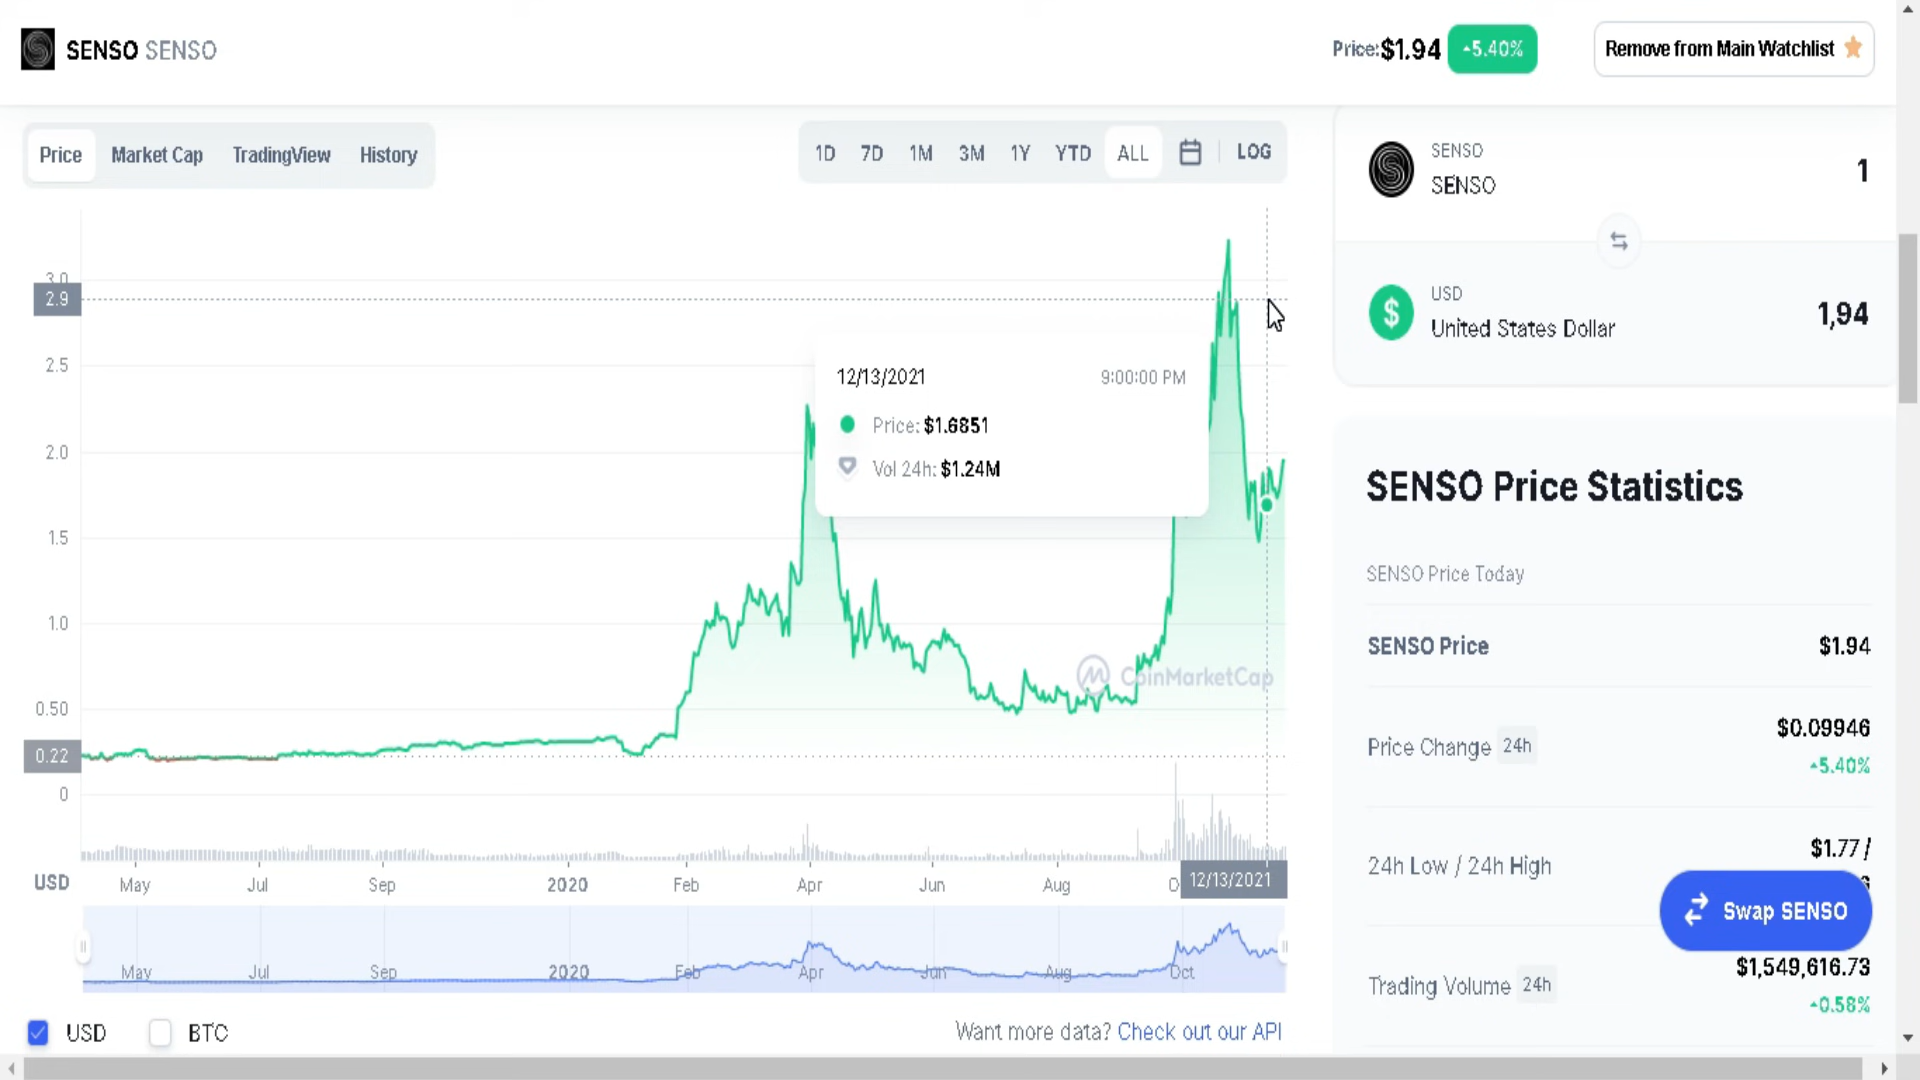 SENSO SENSO
Price:$1.94 5.40%
Remove from Main Watchlist
Price Market Cap TradingView History
1D 7D 1M 3M 1Y YTD ALL LOG
SENSO
SENSO
1
USD
United States Dollar
1,94
3.0
2.9
2.5
2.0
1.5
1.0
0.50
0.22
0
12/13/2021 9:00:00 PM
Price: $1.6851
Vol 24h: $1.24M
CoinMarketCap
USD May Jul Sep 2020 Feb Apr Jun Aug 12/13/2021
May Jul Sep 2020 Feb Apr Jun Aug Oct
USD BTC
Want more data? Check out our API
SENSO Price Statistics
SENSO Price Today
SENSO Price $1.94
Price Change 24h $0.09946
5.40%
24h Low / 24h High $1.77 /
Swap SENSO
Trading Volume 24h $1,549,616.73
0.58%